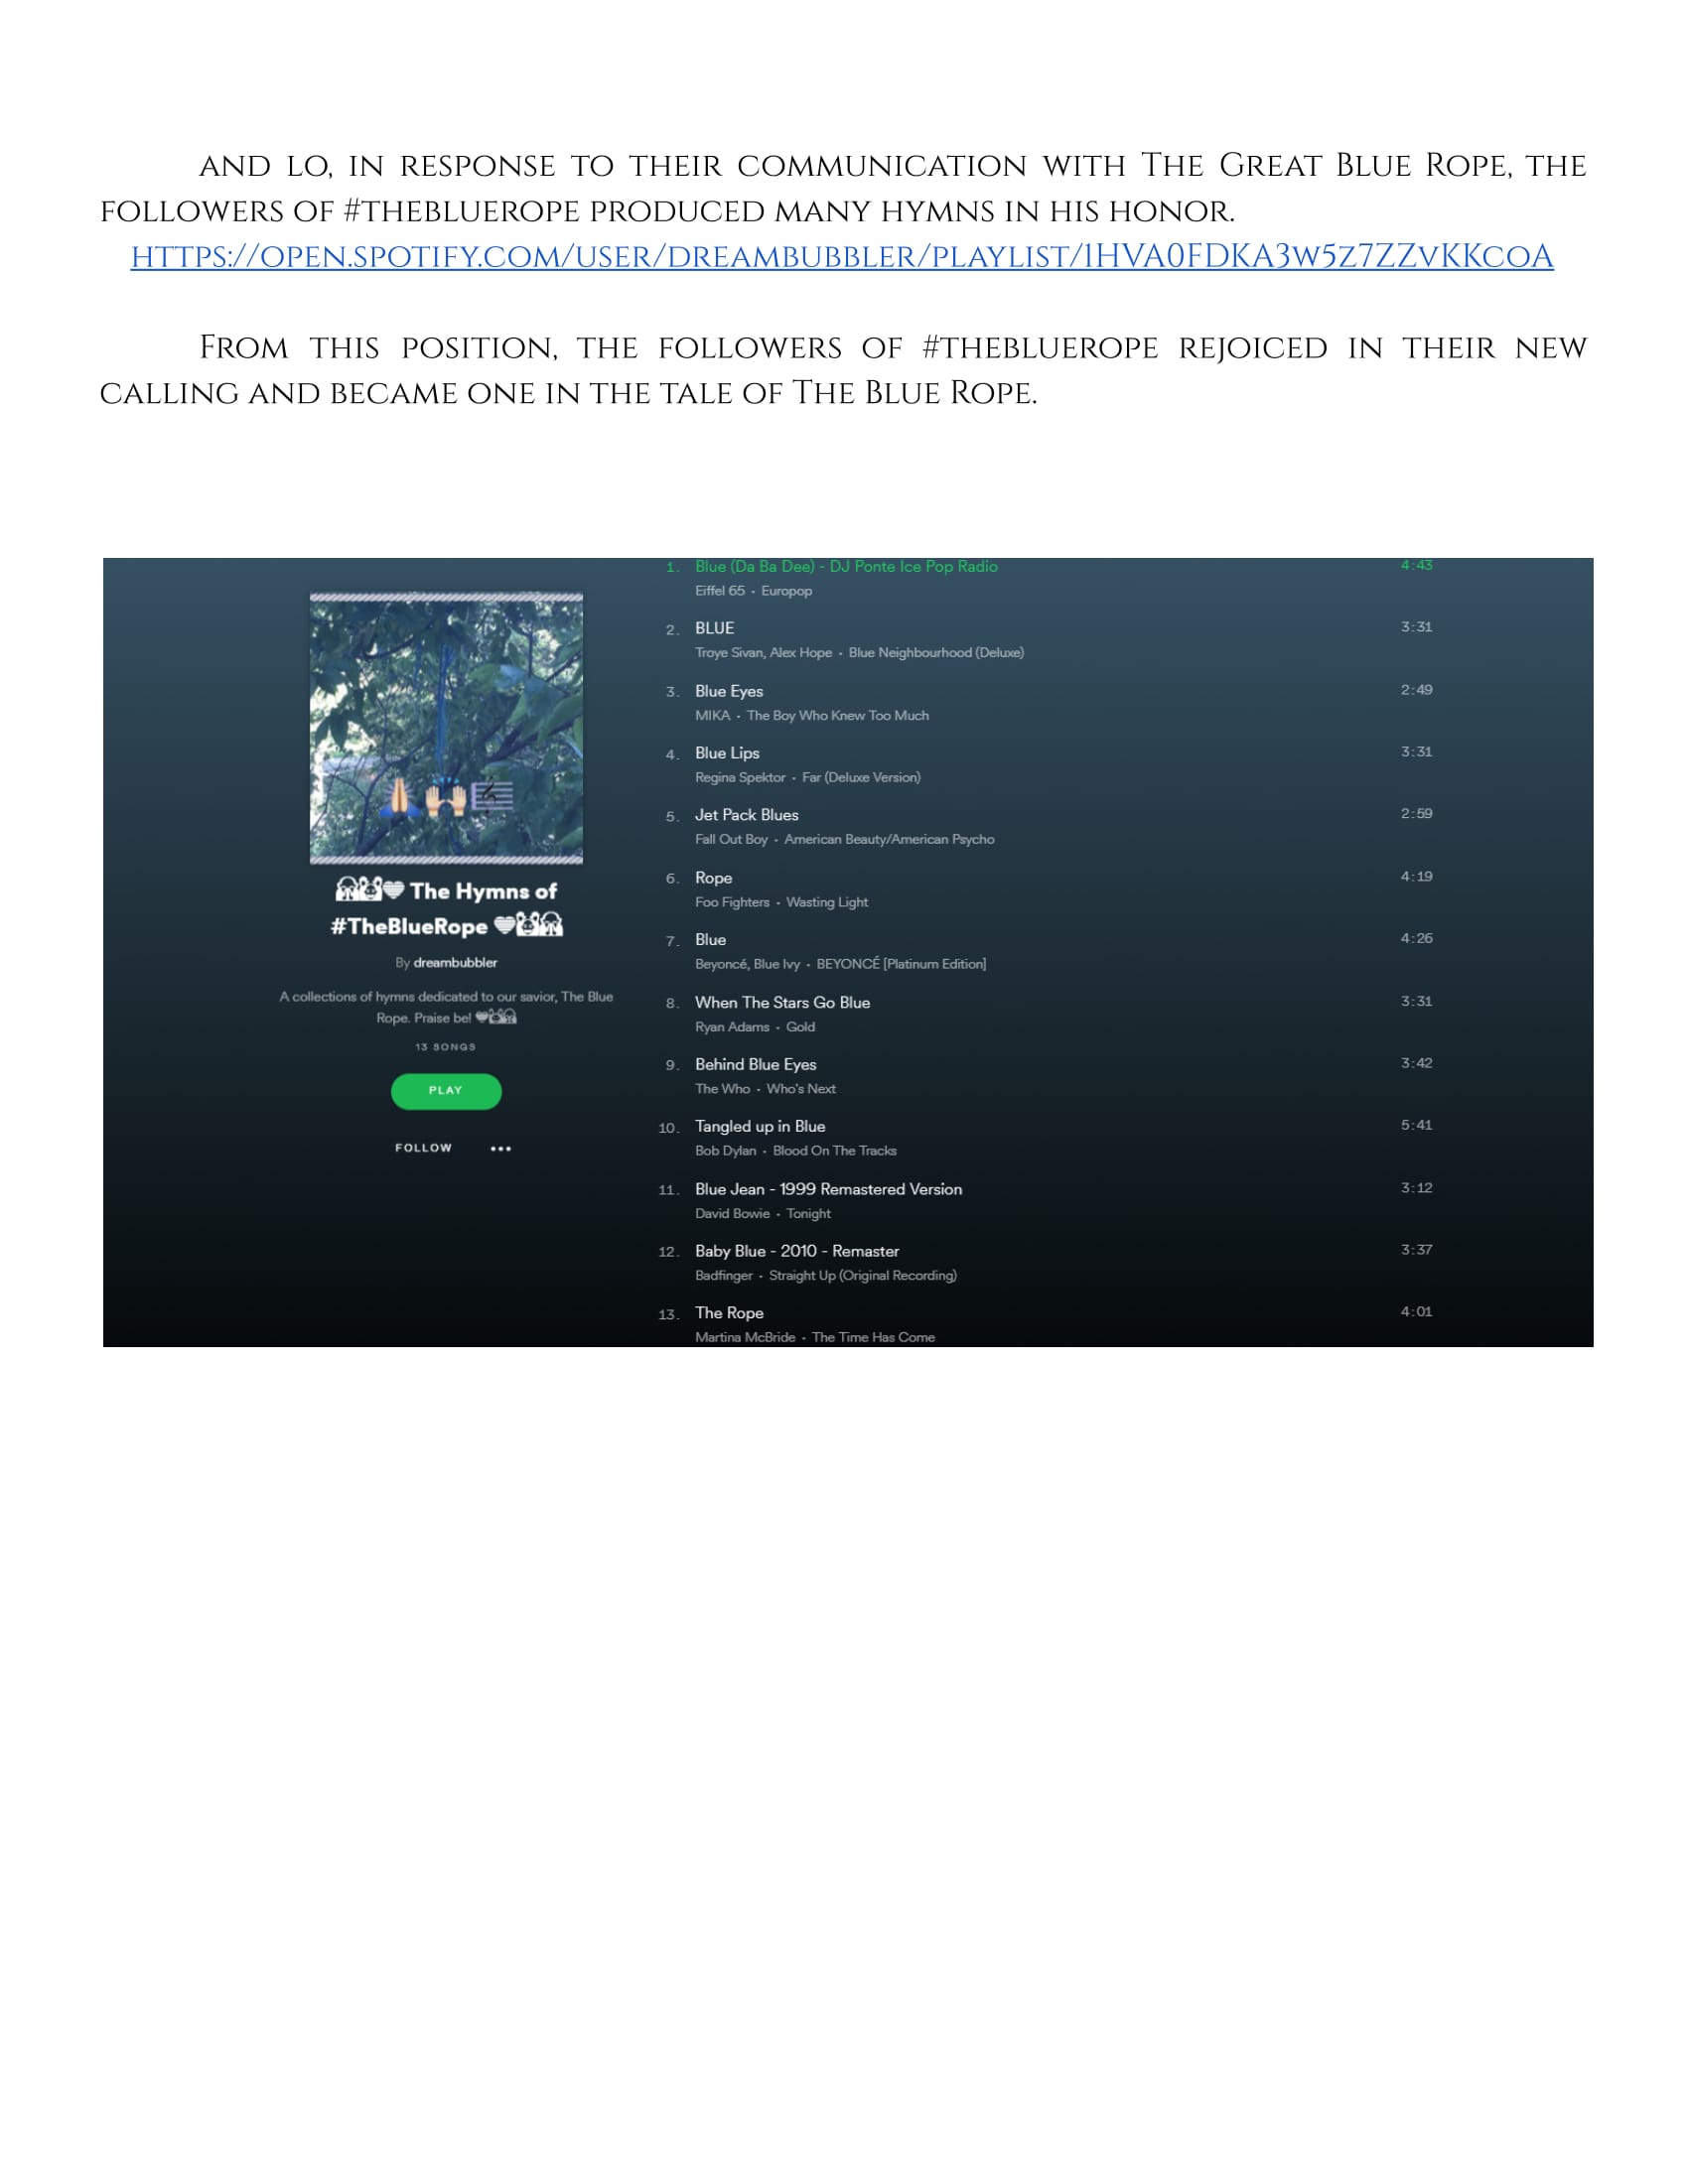 and lo, in response to their communication with The Great Blue Rope, the
followers of #thebluerope produced many hymns in his honor.
https://open.spotify.com/user/dreambubbler/playlist/1HVA0FDKA3w5z7ZZvKKcoA
From this position, the followers of #thebluerope rejoiced in their new
calling and became one in the tale of The Blue Rope.
The Hymns of
#TheBlueRope
By dreambubbler
A collections of hymns dedicated to our savior, The Blue
Rope. Praise be!
13 SONGS
PLAY
FOLLOW •••
1. Blue (Da Ba Dee) - DJ Ponte Ice Pop Radio 4:43
Eiffel 65 • Europop
2. BLUE 3:31
Troye Sivan, Alex Hope • Blue Neighbourhood (Deluxe)
3. Blue Eyes 2:49
MIKA • The Boy Who Knew Too Much
4. Blue Lips 3:31
Regina Spektor • Far (Deluxe Version)
5. Jet Pack Blues 2:59
Fall Out Boy • American Beauty/American Psycho
6. Rope 4:19
Foo Fighters • Wasting Light
7. Blue 4:26
Beyoncé, Blue Ivy • BEYONCÉ [Platinum Edition]
8. When The Stars Go Blue 3:31
Ryan Adams • Gold
9. Behind Blue Eyes 3:42
The Who • Who's Next
10. Tangled up in Blue 5:41
Bob Dylan • Blood On The Tracks
11. Blue Jean - 1999 Remastered Version 3:12
David Bowie • Tonight
12. Baby Blue - 2010 - Remaster 3:37
Badfinger • Straight Up (Original Recording)
13. The Rope 4:01
Martina McBride • The Time Has Come